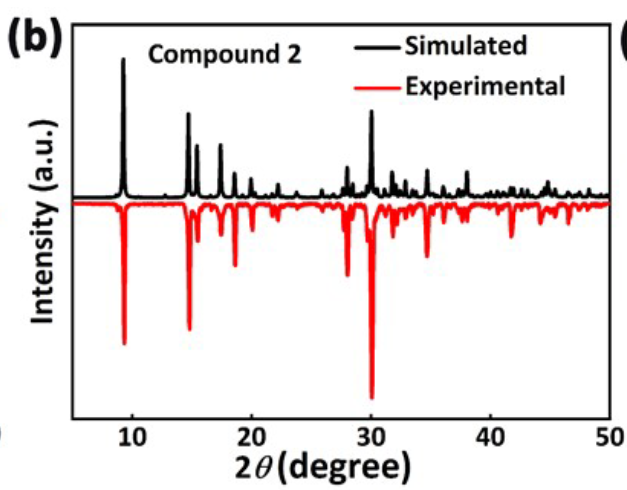 (b)
Compound 2
Simulated
Experimental
Intensity (a.u.)
10 20 30 40 50
2θ (degree)